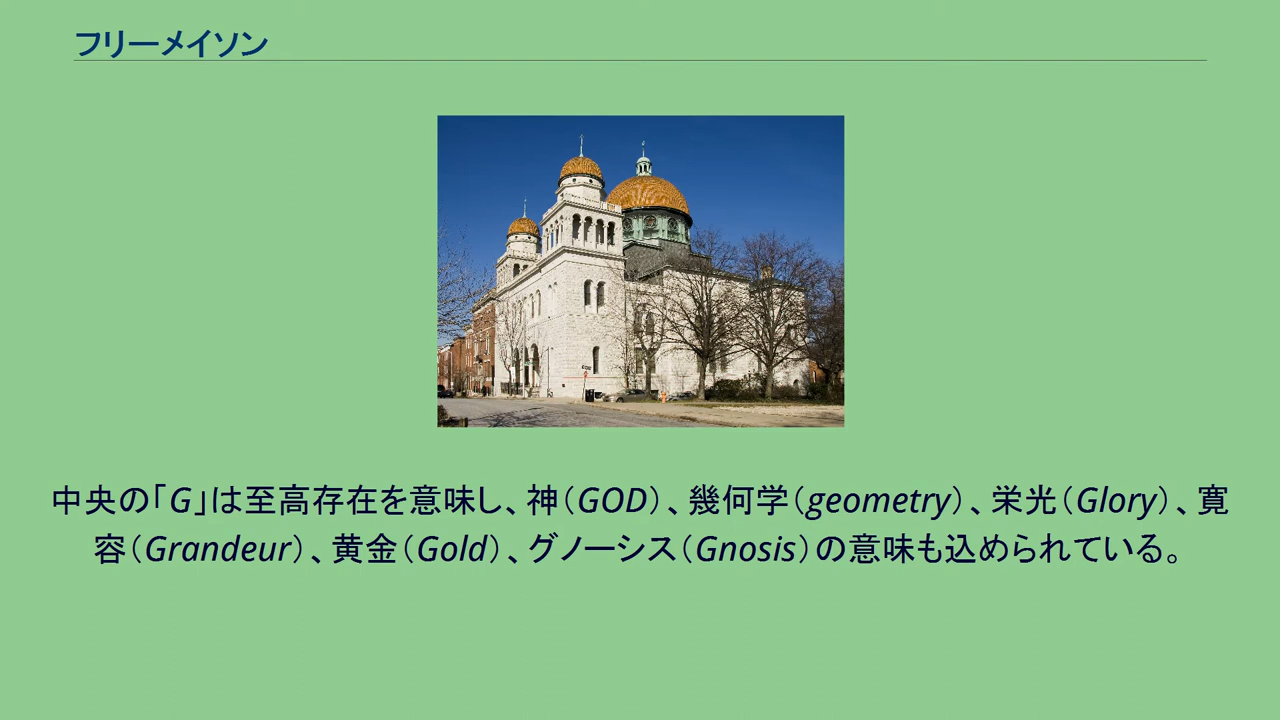 フリーメイソン
中央の「G」は至高存在を意味し、神（GOD）、幾何学（geometry）、栄光（Glory）、寛
容（Grandeur）、黄金（Gold）、グノーシス（Gnosis）の意味も込められている。